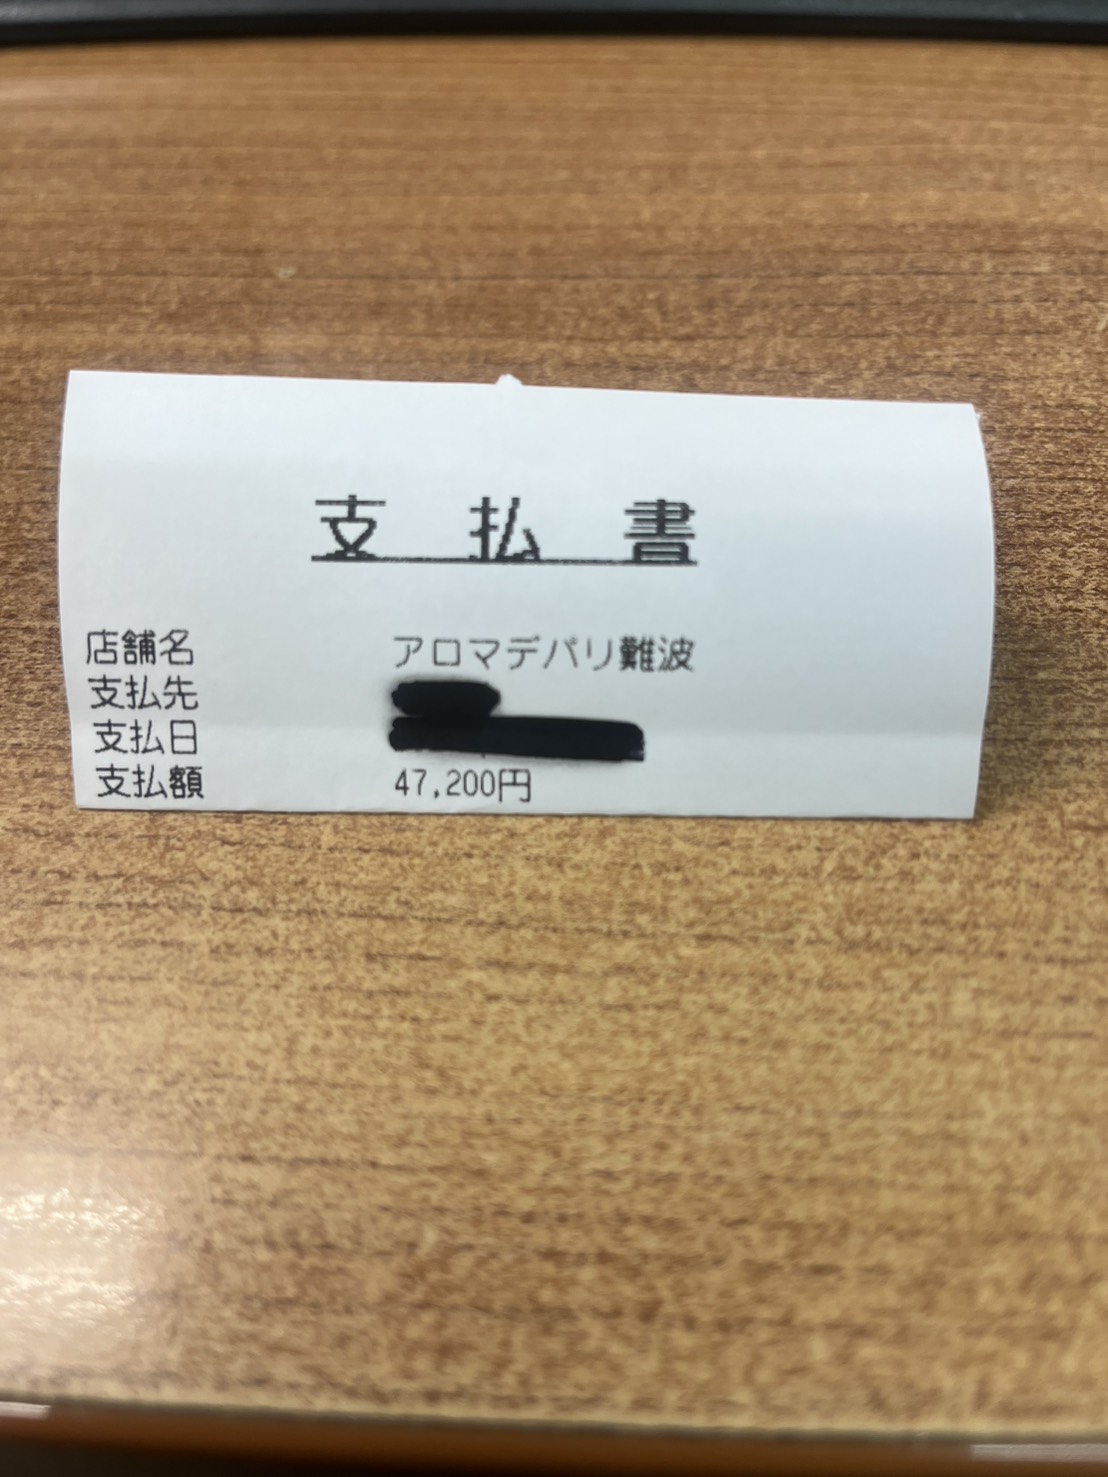 支払書
店舗名 アロマデパリ難波
支払先
支払日
支払額 47,200円